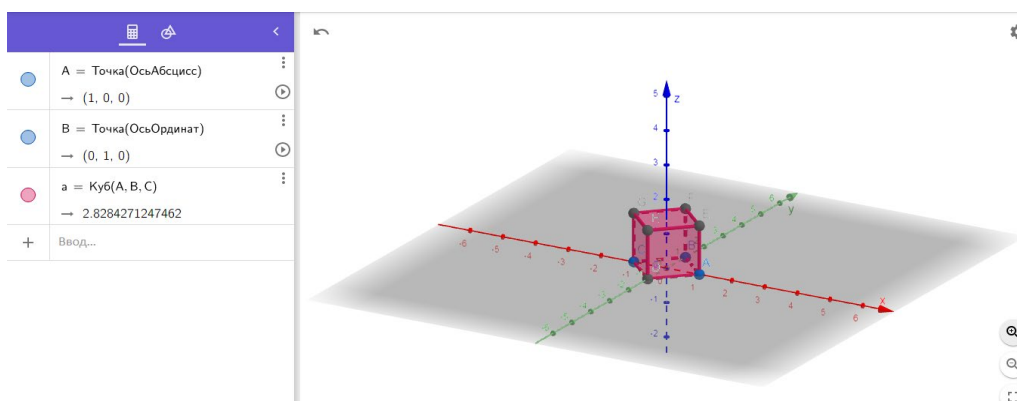 A = Точка(ОсьАбсцисс)
→ (1, 0, 0)
B = Точка(ОсьОрдинат)
→ (0, 1, 0)
a = Куб(A, B, C)
→ 2.8284271247462
+ Ввод...
5 z
4
3
2
-1
-2
-6 -5 -4 -3 -2 -1
1 2 3 4 5 6 x
6 y
F
E
B
C
A